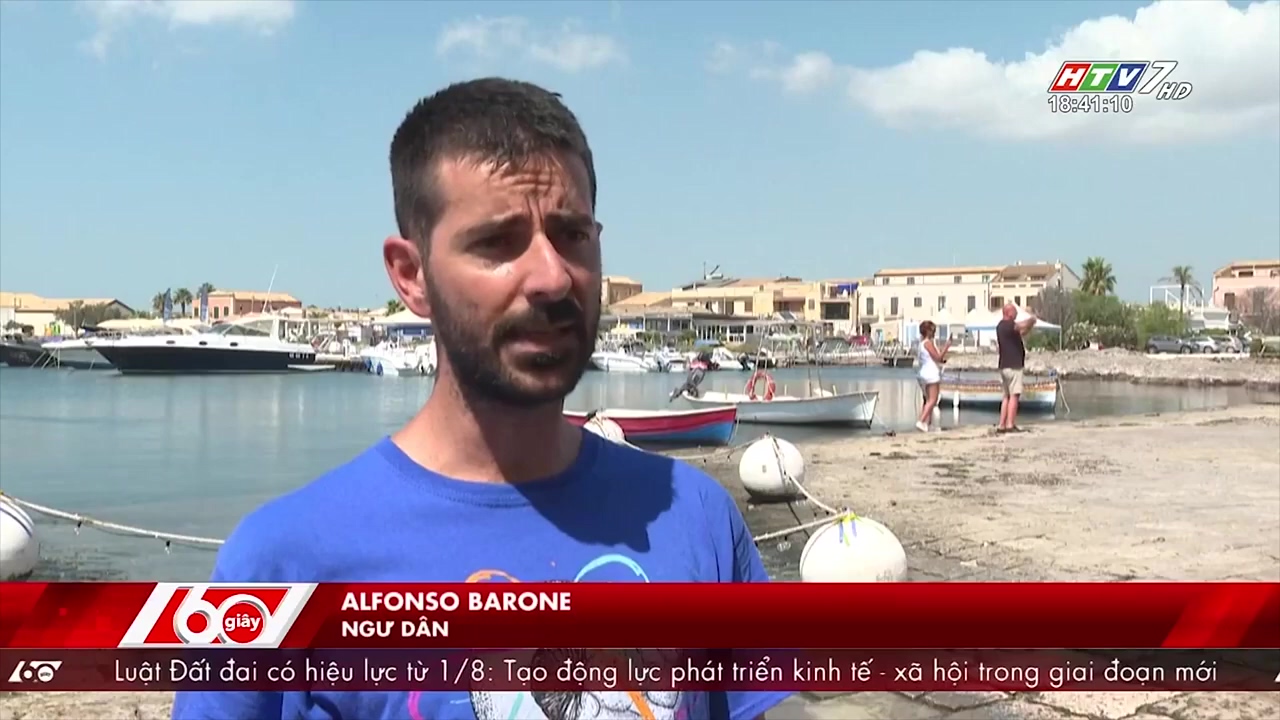 HTV7 HD
18:41:10
60 giây
ALFONSO BARONE
NGƯ DÂN
60 Luật Đất đai có hiệu lực từ 1/8: Tạo động lực phát triển kinh tế - xã hội trong giai đoạn mới